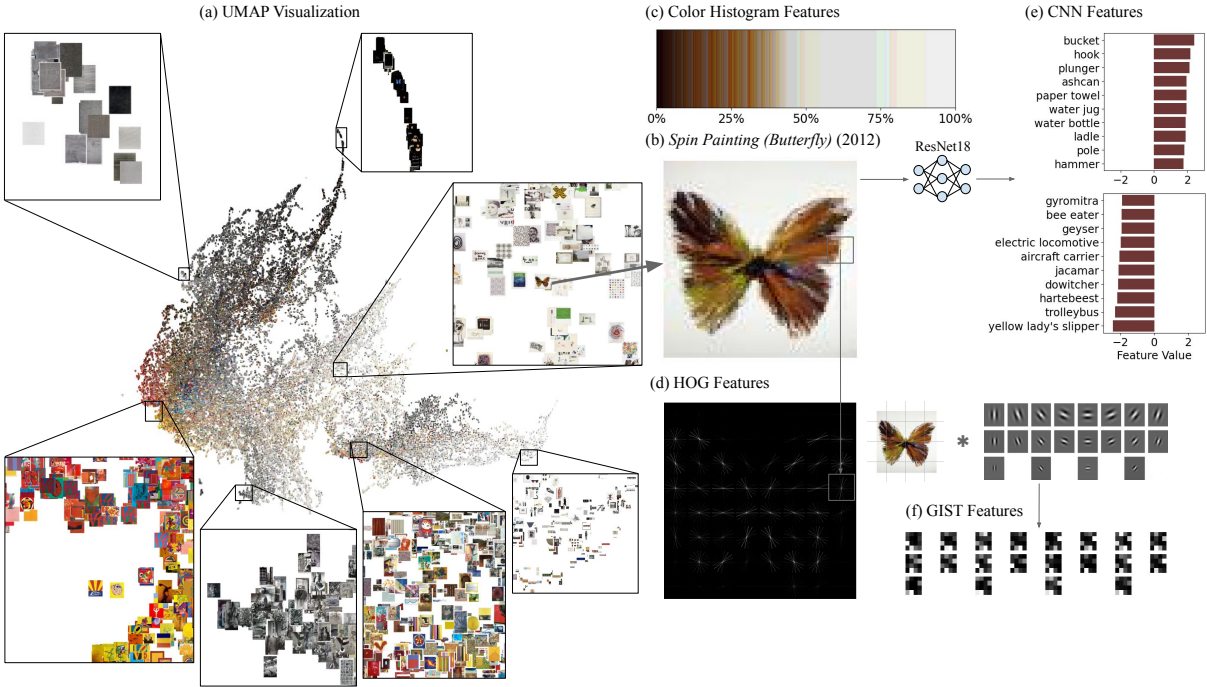 (a) UMAP Visualization
(c) Color Histogram Features
0%
25%
50%
75%
100%
(b) Spin Painting (Butterfly) (2012)
ResNet18
(e) CNN Features
bucket
hook
plunger
ashcan
paper towel
water jug
water bottle
ladle
pole
hammer
−2
0
2
gyromitra
bee eater
geyser
electric locomotive
aircraft carrier
jacamar
dowitcher
hartebeest
trolleybus
yellow lady's slipper
−2
0
2
Feature Value
(d) HOG Features
*
(f) GIST Features